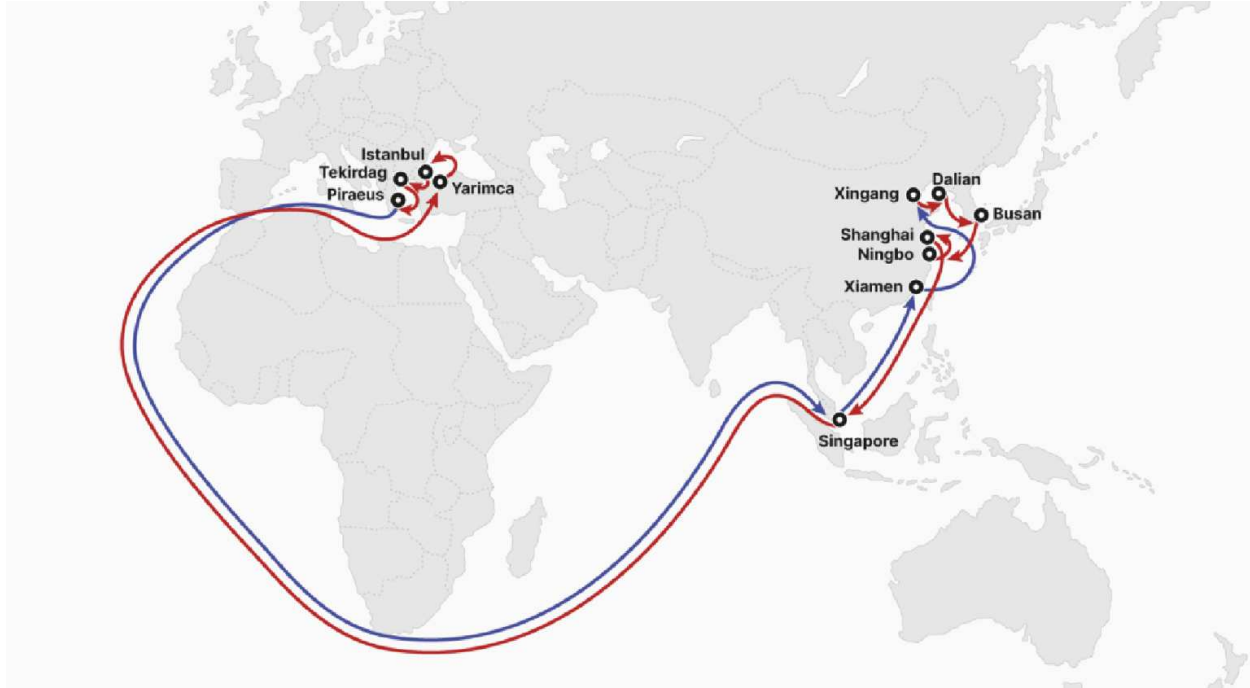 Istanbul
Tekirdag
Piraeus
Yarimca
Xingang
Dalian
Busan
Shanghai
Ningbo
Xiamen
Singapore